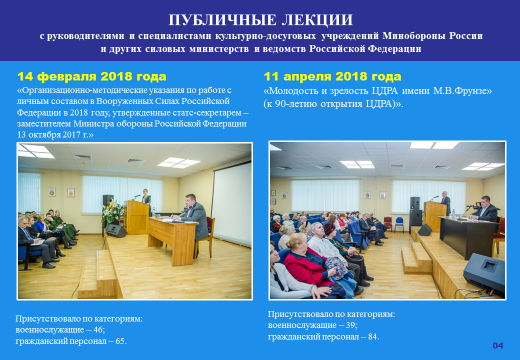 ПУБЛИЧНЫЕ ЛЕКЦИИ
с руководителями и специалистами культурно-досуговых учреждений Минобороны России
и других силовых министерств и ведомств Российской Федерации
14 февраля 2018 года
«Организационно-методические указания по работе с
личным составом в Вооруженных Силах Российской
Федерации в 2018 году, утвержденные статс-секретарем –
заместителем Министра обороны Российской Федерации
13 октября 2017 г.»
Присутствовало по категориям:
военнослужащие – 46;
гражданский персонал – 65.
11 апреля 2018 года
«Молодость и зрелость ЦДРА имени М.В.Фрунзе»
(к 90-летию открытия ЦДРА)».
Присутствовало по категориям:
военнослужащие – 39;
гражданский персонал – 84.
04